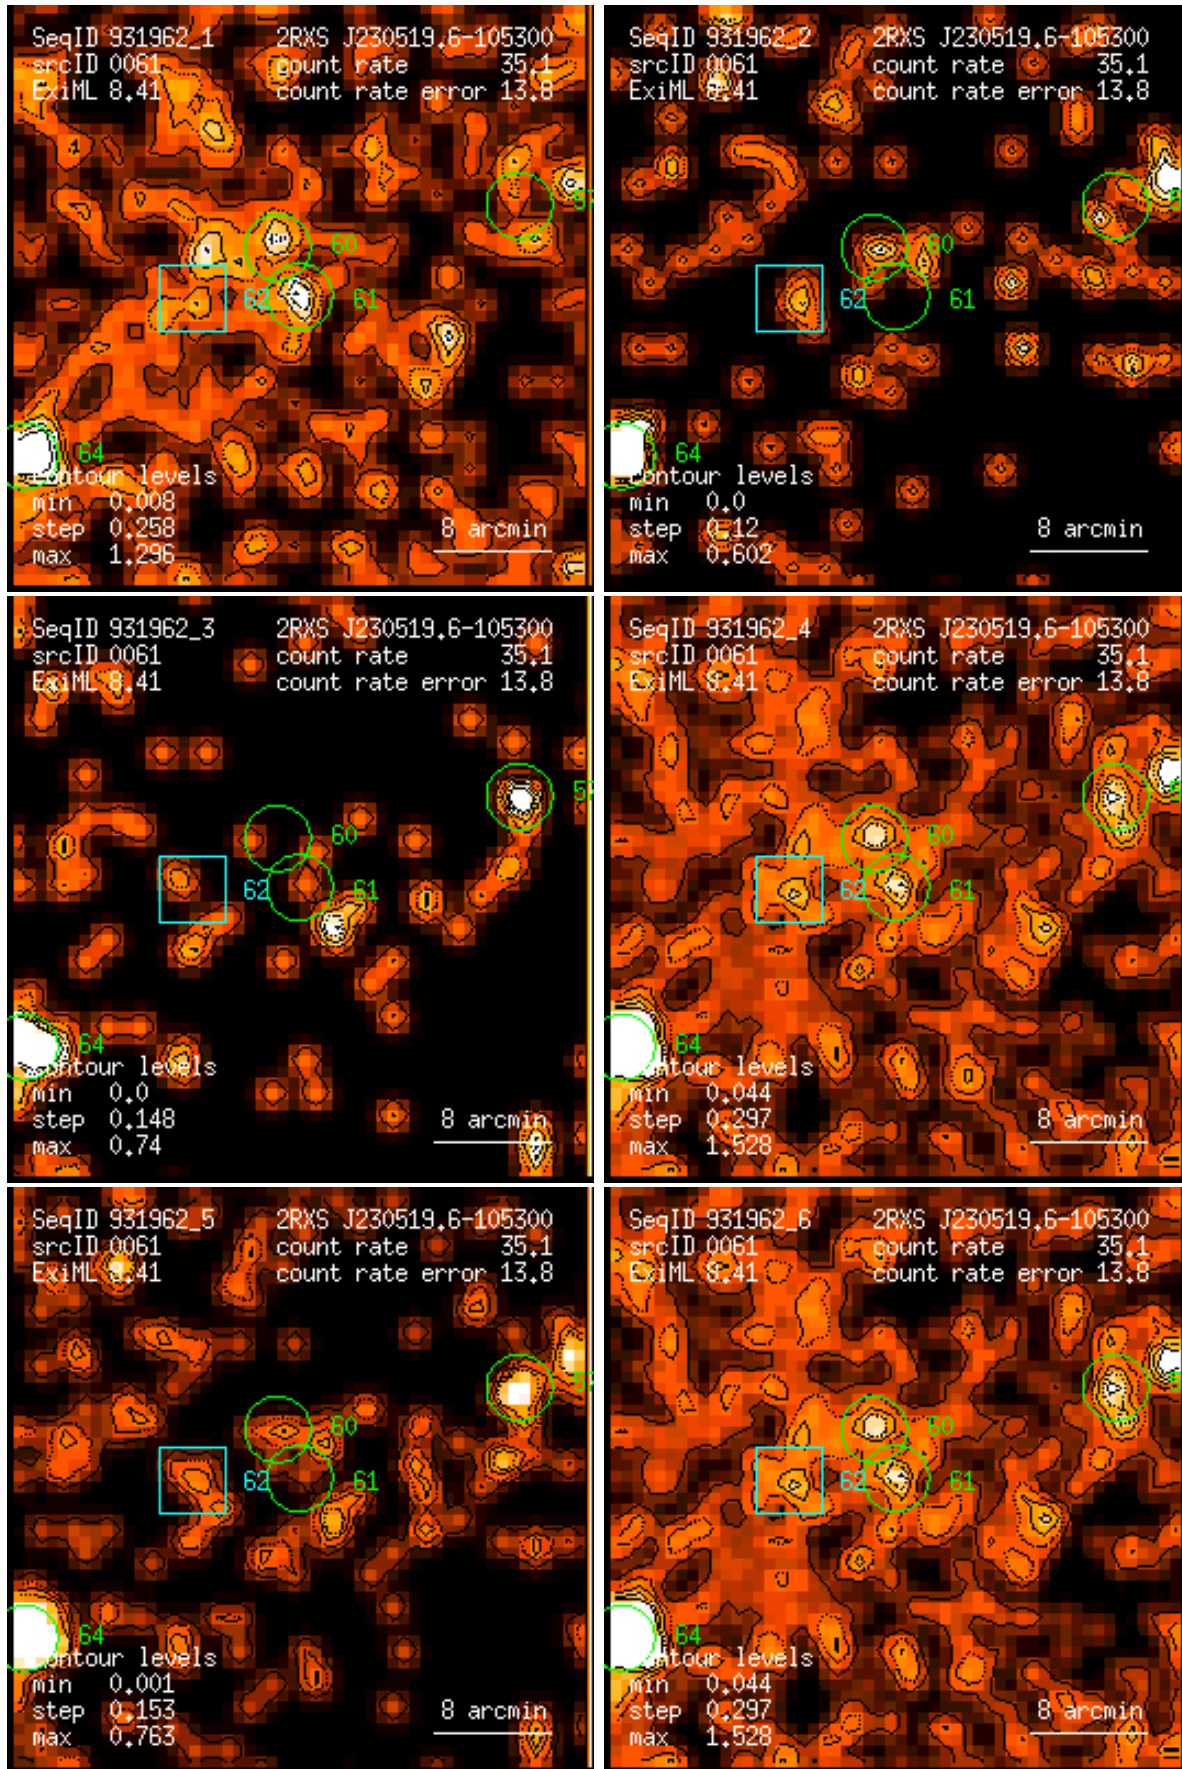 SeqID 931962_1 2RXS J230519.6-105300
srcID 0061 count rate 35.1
ExiML 8.41 count rate error 13.8
60
62 61
64
contour levels
min 0.008
step 0.258
max 1.296
8 arcmin
SeqID 931962_2 2RXS J230519.6-105300
srcID 0061 count rate 35.1
ExiML 8.41 count rate error 13.8
60
62 61
64
contour levels
min 0.0
step 0.12
max 0.602
8 arcmin
SeqID 931962_3 2RXS J230519.6-105300
srcID 0061 count rate 35.1
ExiML 8.41 count rate error 13.8
60
62 61
64
contour levels
min 0.0
step 0.148
max 0.74
8 arcmin
SeqID 931962_4 2RXS J230519.6-105300
srcID 0061 count rate 35.1
ExiML 8.41 count rate error 13.8
60
62 61
64
contour levels
min 0.044
step 0.297
max 1.528
8 arcmin
SeqID 931962_5 2RXS J230519.6-105300
srcID 0061 count rate 35.1
ExiML 8.41 count rate error 13.8
60
62 61
64
contour levels
min 0.001
step 0.153
max 0.763
8 arcmin
SeqID 931962_6 2RXS J230519.6-105300
srcID 0061 count rate 35.1
ExiML 8.41 count rate error 13.8
60
62 61
64
contour levels
min 0.044
step 0.297
max 1.528
8 arcmin